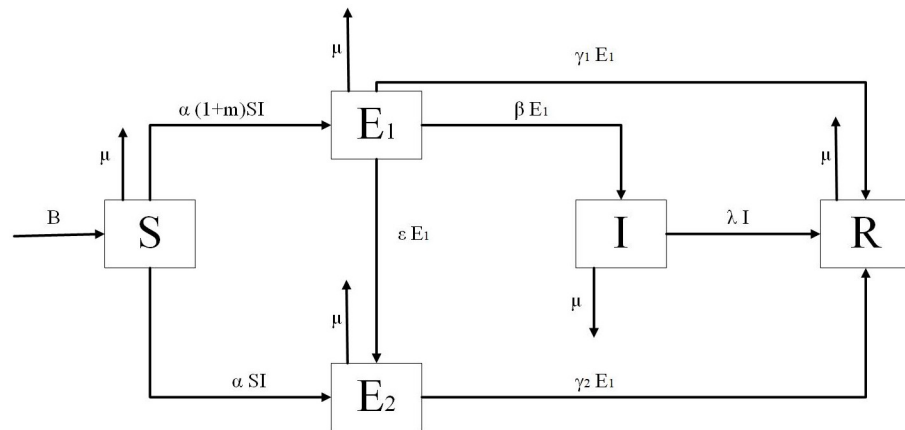 μ
γ₁ E₁
α (1+m)SI
E₁
β E₁
μ
μ
B
S
ε E₁
I
λ I
R
μ
μ
α SI
E₂
γ₂ E₁